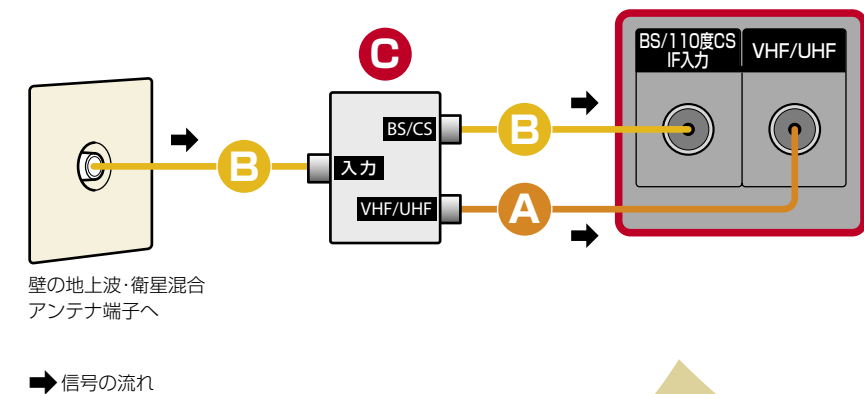 C
BS/110度CS
IF入力
VHF/UHF
BS/CS
B
B
入力
VHF/UHF
A
壁の地上波・衛星混合
アンテナ端子へ
➡信号の流れ